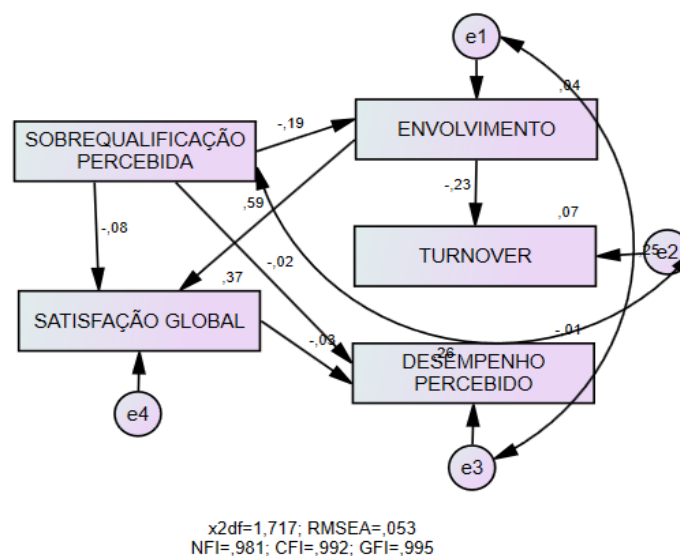 e1
,04
SOBREQUALIFICAÇÃO
PERCEBIDA
-,19
ENVOLVIMENTO
-,23
,59
-,08
,07
-,02
TURNOVER
,25
e2
,37
SATISFAÇÃO GLOBAL
-,03
-,01
,26
DESEMPENHO
PERCEBIDO
e4
e3
x2df=1,717; RMSEA=,053
NFI=,981; CFI=,992; GFI=,995